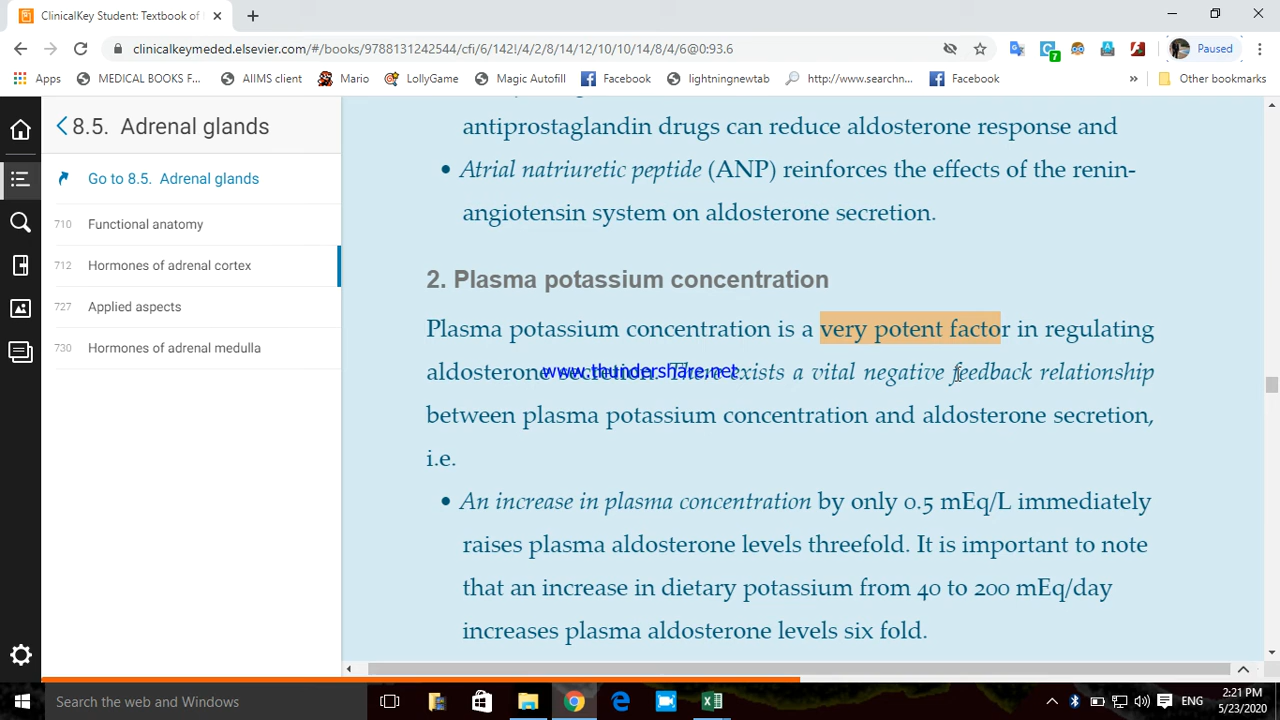 ClinicalKey Student: Textbook of
clinicalkeymeded.elsevier.com/#/books/9788131242544/cfi/6/142!/4/2/8/14/12/10/10/14/8/4/6@0:93.6
7
Paused
Apps
MEDICAL BOOKS F...
AIIMS client
Mario
LollyGame
Magic Autofill
Facebook
lightningnewtab
http://www.searchn...
Facebook
»
Other bookmarks
8.5. Adrenal glands
Go to 8.5. Adrenal glands
710 Functional anatomy
712 Hormones of adrenal cortex
727 Applied aspects
730 Hormones of adrenal medulla
antiprostaglandin drugs can reduce aldosterone response and
• Atrial natriuretic peptide (ANP) reinforces the effects of the renin-
angiotensin system on aldosterone secretion.
2. Plasma potassium concentration
Plasma potassium concentration is a very potent factor in regulating
aldosterone secretion. There exists a vital negative feedback relationship
www.thundershare.net
between plasma potassium concentration and aldosterone secretion,
i.e.
• An increase in plasma concentration by only 0.5 mEq/L immediately
raises plasma aldosterone levels threefold. It is important to note
that an increase in dietary potassium from 40 to 200 mEq/day
increases plasma aldosterone levels six fold.
Search the web and Windows
ENG
2:21 PM
5/23/2020